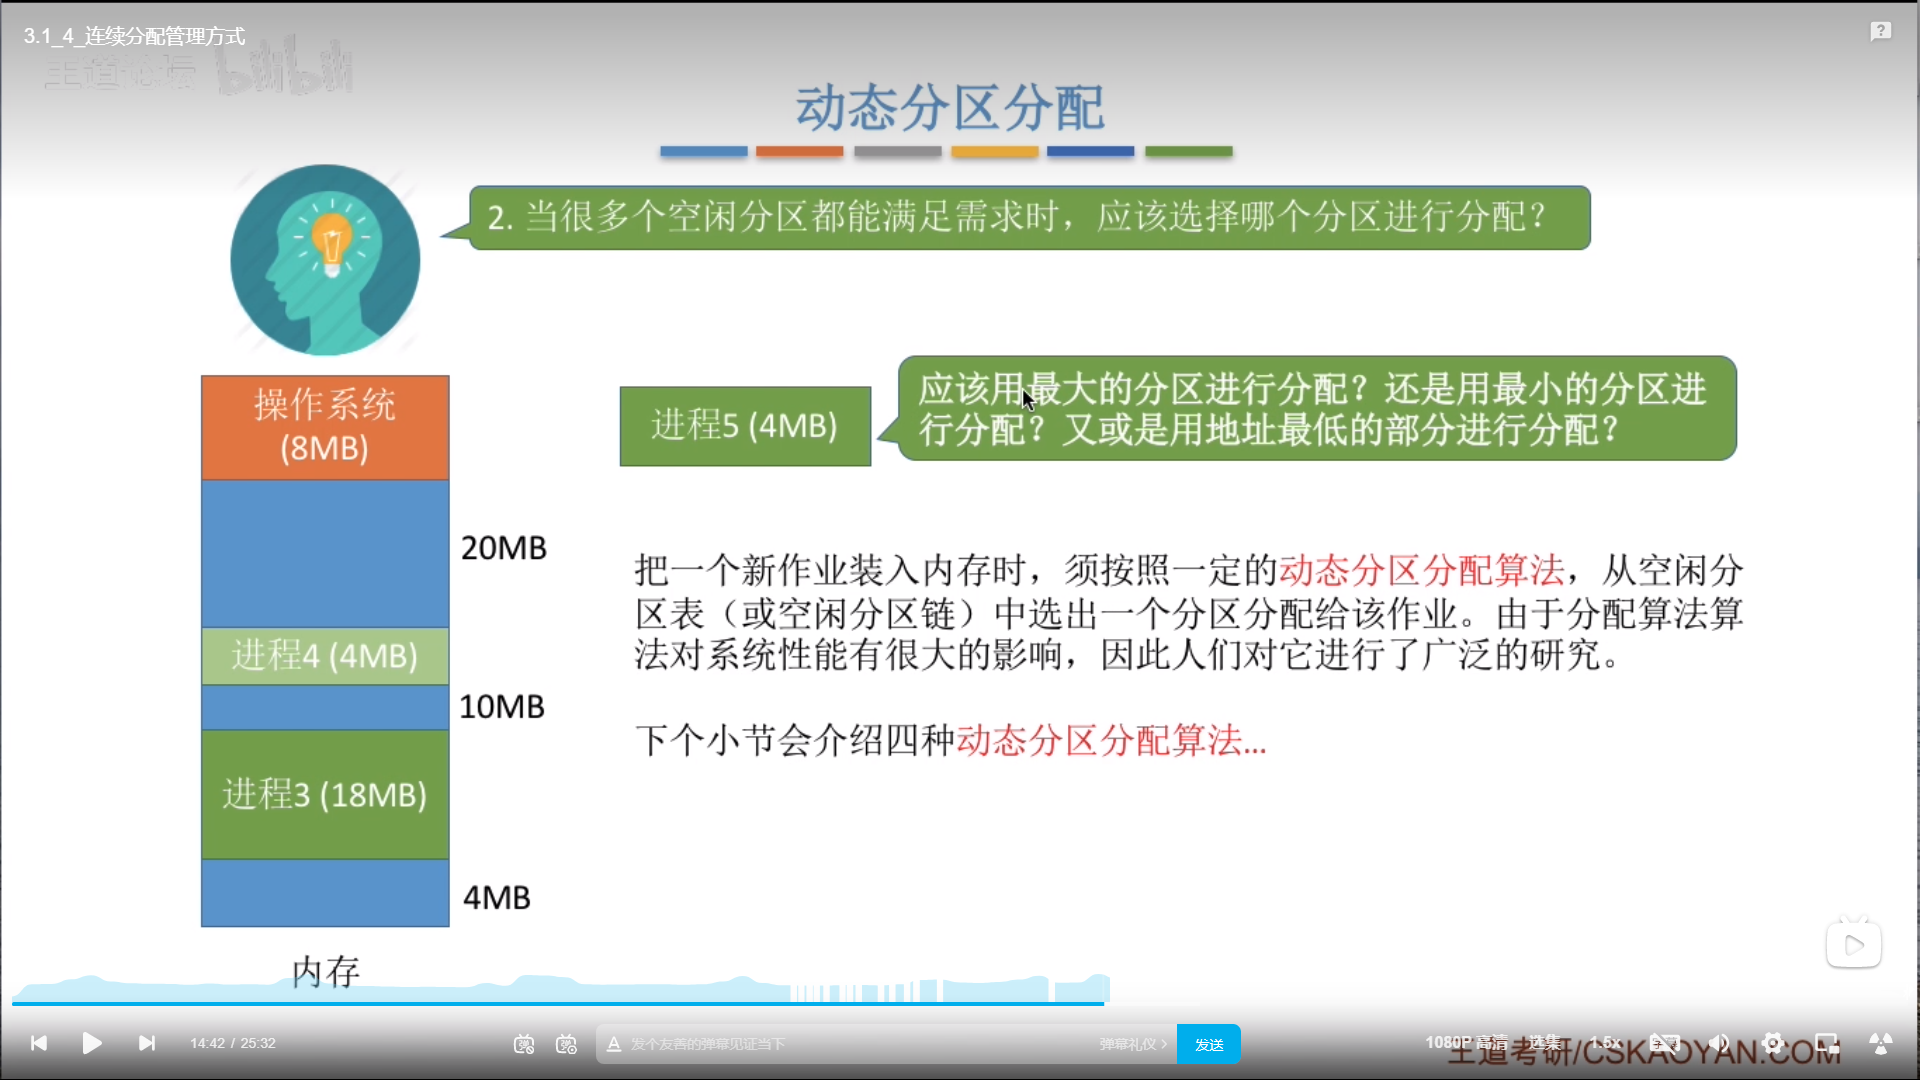 3.1_4_连续分配管理方式
王道论坛 bilibili
动态分区分配
2. 当很多个空闲分区都能满足需求时，应该选择哪个分区进行分配？
操作系统
(8MB)
20MB
进程4 (4MB)
10MB
进程3 (18MB)
4MB
内存
进程5 (4MB)
应该用最大的分区进行分配？还是用最小的分区进
行分配？又或是用地址最低的部分进行分配？
把一个新作业装入内存时，须按照一定的动态分区分配算法，从空闲分
区表（或空闲分区链）中选出一个分区分配给该作业。由于分配算法算
法对系统性能有很大的影响，因此人们对它进行了广泛的研究。
下个小节会介绍四种动态分区分配算法...
14:42 / 25:32
发个友善的弹幕见证当下
弹幕礼仪
发送
1080P 高清
选集
1.5x
王道考研/CSKAOYAN.COM